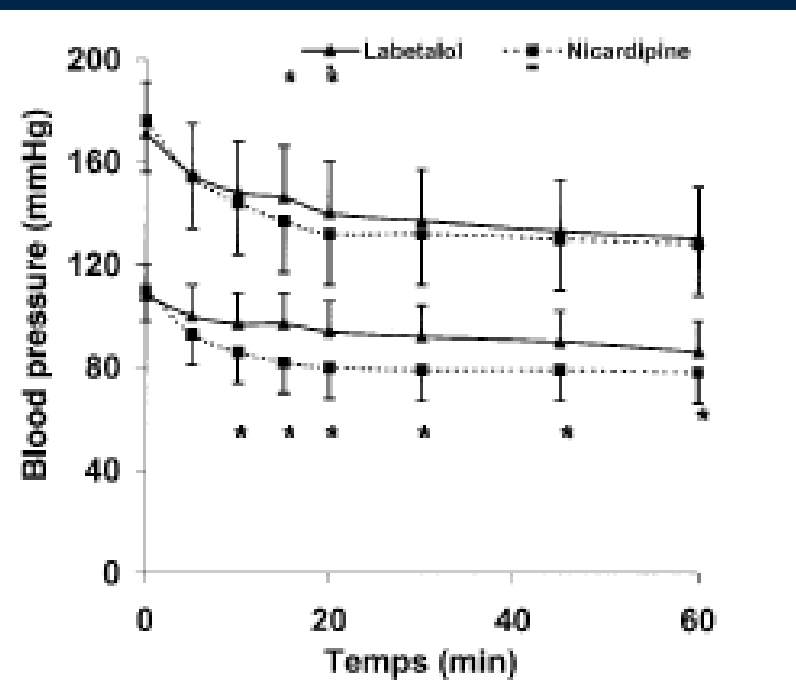 Labetalol Nicardipine
* *
200
160
120
80
40
0
Blood pressure (mmHg)
* * * * * *
0 20 40 60
Temps (min)